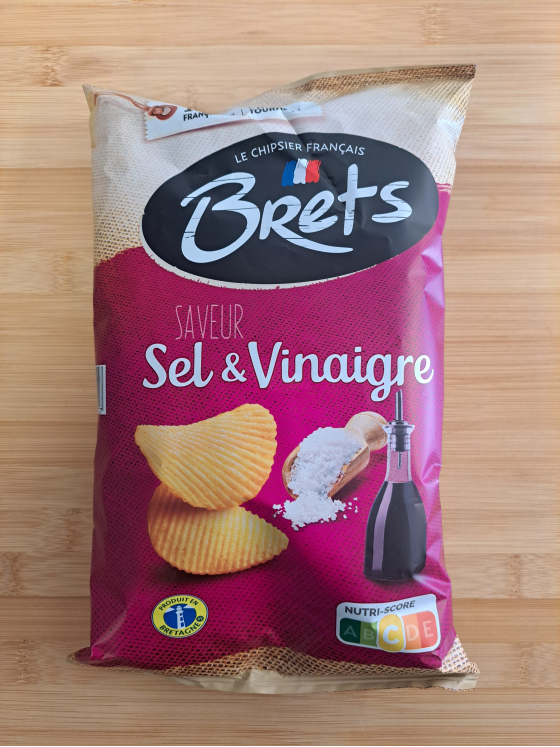 LE CHIPSIER FRANÇAIS
Brets
SAVEUR
Sel & Vinaigre
PRODUIT EN
BRETAGNE
NUTRI-SCORE
A B C D E